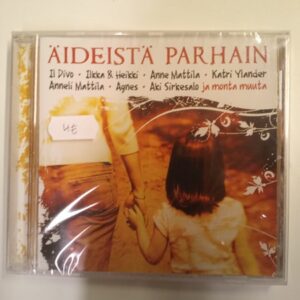 ÄIDEISTÄ PARHAIN
Il Divo · Ilkka & Heikki · Anne Mattila · Katri Ylander
Anneli Mattila · Agnes · Aki Sirkesalo ja monta muuta
4€